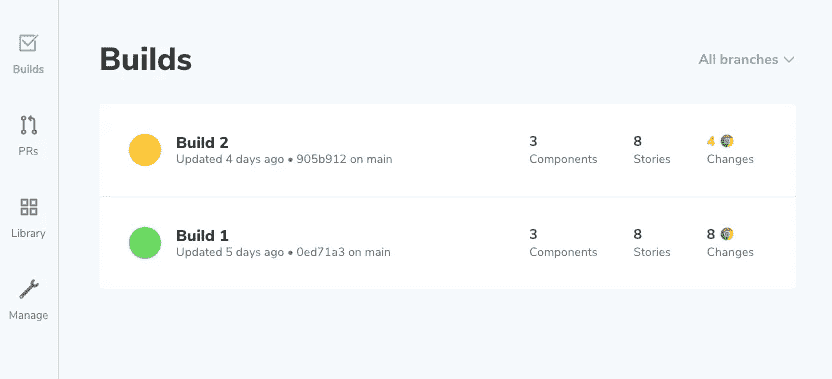 Builds
PRs
Library
Manage
Builds
All branches
Build 2
Updated 4 days ago • 905b912 on main
3
Components
8
Stories
4
Changes
Build 1
Updated 5 days ago • 0ed71a3 on main
3
Components
8
Stories
8
Changes